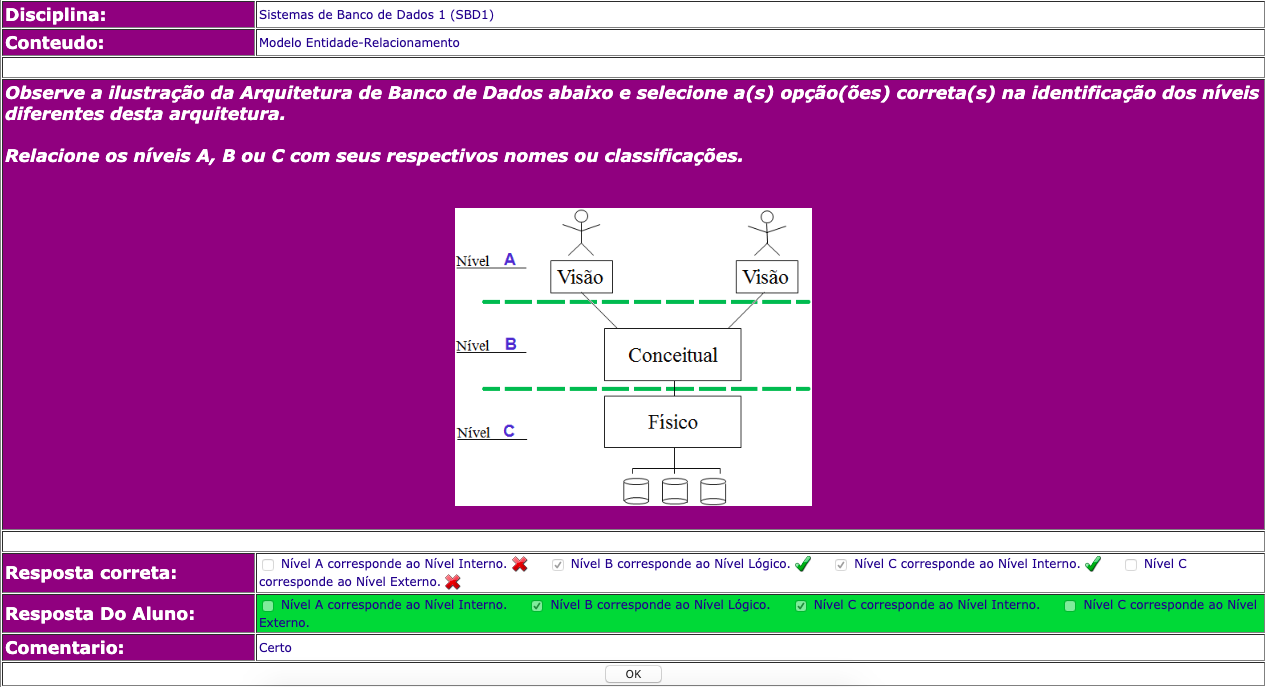 Disciplina: Sistemas de Banco de Dados 1 (SBD1)
Conteudo: Modelo Entidade-Relacionamento
Observe a ilustração da Arquitetura de Banco de Dados abaixo e selecione a(s) opção(ões) correta(s) na identificação dos níveis
diferentes desta arquitetura.
Relacione os níveis A, B ou C com seus respectivos nomes ou classificações.
Nível A
Visão Visão
Nível B
Conceitual
Nível C
Físico
Resposta correta: Nível A corresponde ao Nível Interno. Nível B corresponde ao Nível Lógico. Nível C corresponde ao Nível Interno. Nível C
corresponde ao Nível Externo.
Resposta Do Aluno: Nível A corresponde ao Nível Interno. Nível B corresponde ao Nível Lógico. Nível C corresponde ao Nível Interno. Nível C corresponde ao Nível
Externo.
Comentario: Certo
OK